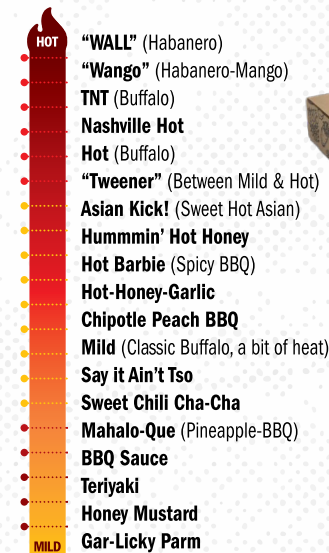 HOT
“WALL” (Habanero)
“Wango” (Habanero-Mango)
TNT (Buffalo)
Nashville Hot
Hot (Buffalo)
“Tweener” (Between Mild & Hot)
Asian Kick! (Sweet Hot Asian)
Hummmin’ Hot Honey
Hot Barbie (Spicy BBQ)
Hot-Honey-Garlic
Chipotle Peach BBQ
Mild (Classic Buffalo, a bit of heat)
Say it Ain’t Tso
Sweet Chili Cha-Cha
Mahalo-Que (Pineapple-BBQ)
BBQ Sauce
Teriyaki
Honey Mustard
Gar-Licky Parm
MILD